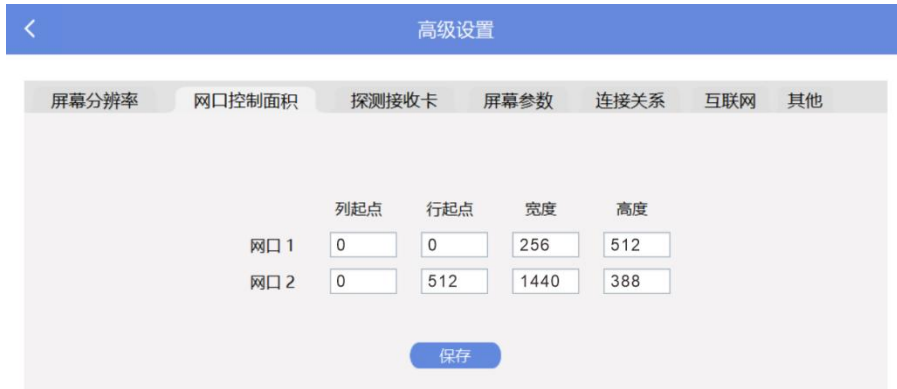 高级设置
屏幕分辨率 网口控制面积 探测接收卡 屏幕参数 连接关系 互联网 其他
列起点 行起点 宽度 高度
网口 1 0 0 256 512
网口 2 0 512 1440 388
保存